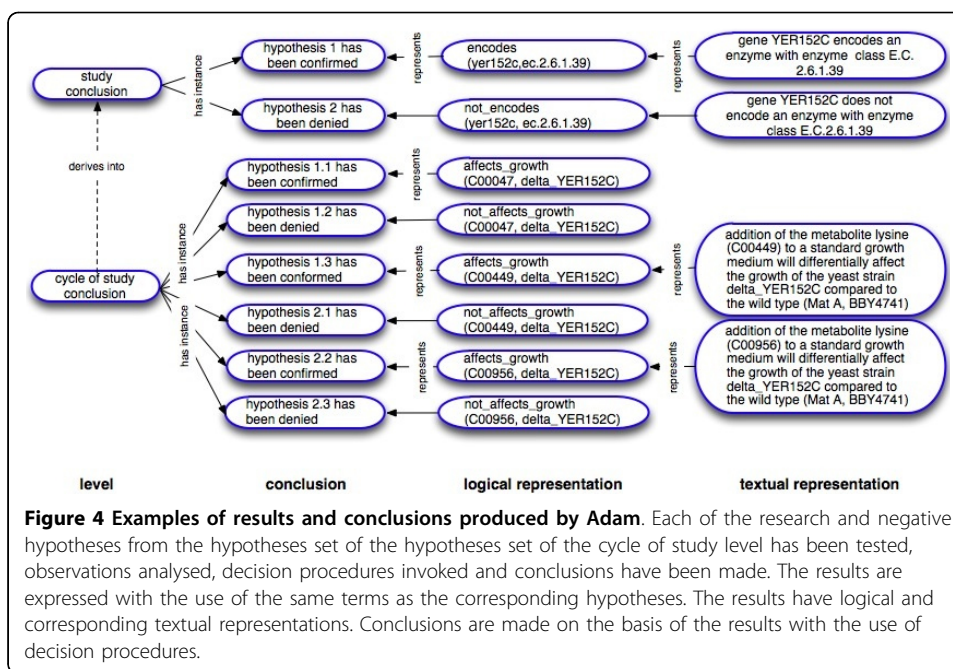 study
conclusion
derives into
cycle of study
conclusion
has instance
has instance
has instance
hypothesis 1 has
been confirmed
hypothesis 2 has
been denied
hypothesis 1.1 has
been confirmed
hypothesis 1.2 has
been denied
hypothesis 1.3 has
been conformed
hypothesis 2.1 has
been denied
hypothesis 2.2 has
been confirmed
hypothesis 2.3 has
been denied
represents
represents
represents
represents
encodes
(yer152c,ec.2.6.1.39)
not_encodes
(yer152c, ec.2.6.1.39)
affects_growth
(C00047, delta_YER152C)
not_affects_growth
(C00047, delta_YER152C)
affects_growth
(C00449, delta_YER152C)
not_affects_growth
(C00449, delta_YER152C)
affects_growth
(C00956, delta_YER152C)
not_affects_growth
(C00956, delta_YER152C)
represents
represents
represents
gene YER152C encodes an
enzyme with enzyme class E.C.
2.6.1.39
gene YER152C does not
encode an enzyme with enzyme
class E.C.2.6.1.39
addition of the metabolite lysine
(C00449) to a standard growth
medium will differentially affect
the growth of the yeast strain
delta_YER152C compared to
the wild type (Mat A, BBY4741)
addition of the metabolite lysine
(C00956) to a standard growth
medium will differentially affect
the growth of the yeast strain
delta_YER152C compared to
the wild type (Mat A, BBY4741)
level conclusion logical representation textual representation
Figure 4 Examples of results and conclusions produced by Adam. Each of the research and negative
hypotheses from the hypotheses set of the hypotheses set of the cycle of study level has been tested,
observations analysed, decision procedures invoked and conclusions have been made. The results are
expressed with the use of the same terms as the corresponding hypotheses. The results have logical and
corresponding textual representations. Conclusions are made on the basis of the results with the use of
decision procedures.